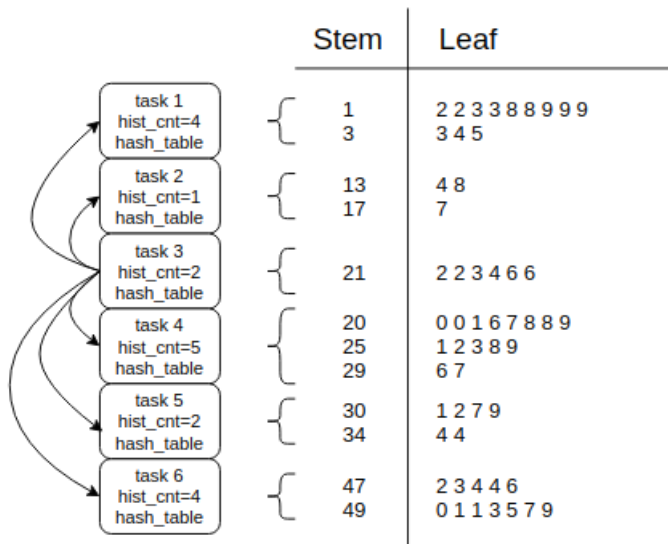 Stem Leaf
task 1
hist_cnt=4
hash_table
1 2 2 3 3 8 8 9 9 9
3 3 4 5
task 2
hist_cnt=1
hash_table
13 4 8
17 7
task 3
hist_cnt=2
hash_table
21 2 2 3 4 6 6
task 4
hist_cnt=5
hash_table
20 0 0 1 6 7 8 8 9
25 1 2 3 8 9
29 6 7
task 5
hist_cnt=2
hash_table
30 1 2 7 9
34 4 4
task 6
hist_cnt=4
hash_table
47 2 3 4 4 6
49 0 1 1 3 5 7 9